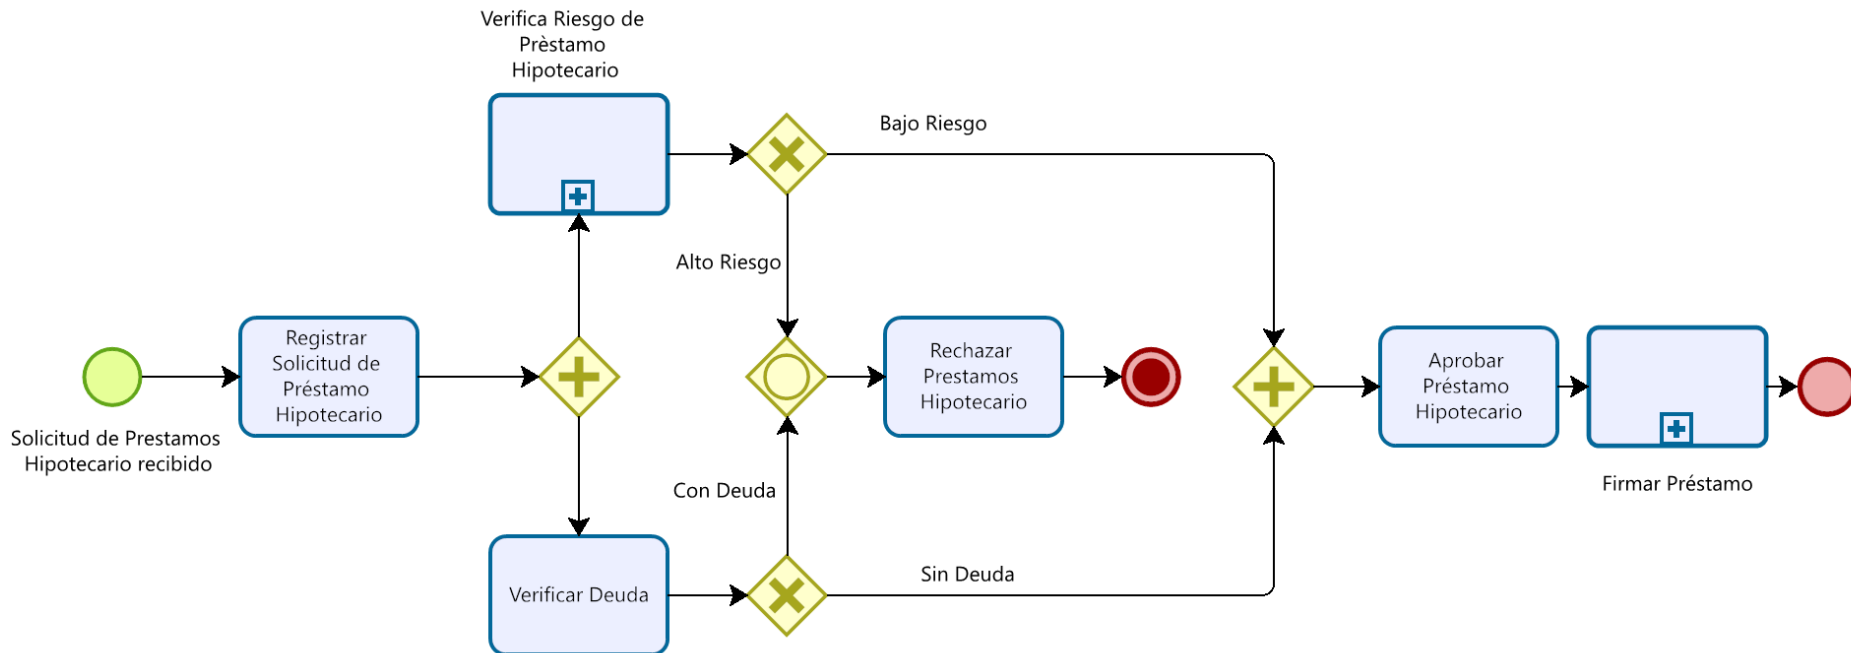 Verifica Riesgo de
Prèstamo
Hipotecario
Bajo Riesgo
Alto Riesgo
Registrar
Solicitud de
Préstamo
Hipotecario
Rechazar
Prestamos
Hipotecario
Aprobar
Préstamo
Hipotecario
Solicitud de Prestamos
Hipotecario recibido
Con Deuda
Firmar Préstamo
Sin Deuda
Verificar Deuda